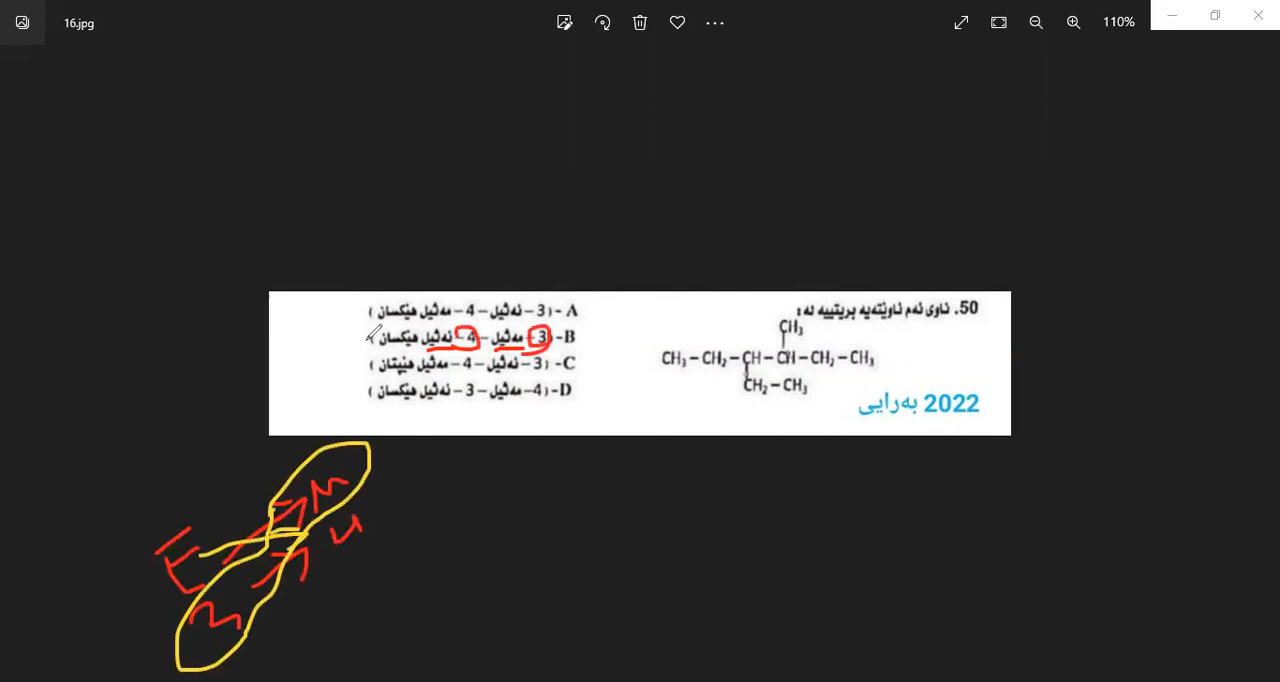 16.jpg
110%
50. ناوی ئەم ئاوێتەیە بریتییە لە:
CH₃
CH₃ – CH₂ – CH – CH – CH₂ – CH₃
CH₂ – CH₃
2022 بەرایی
A - (3- ئەثیل – 4- مەثیل هێکسان )
B- (3- مەثیل – 4- ئەثیل هێکسان )
C- (3- ئەثیل – 4- مەثیل هێپتان )
D- (4- مەثیل – 3- ئەثیل هێکسان )
E M
3 4